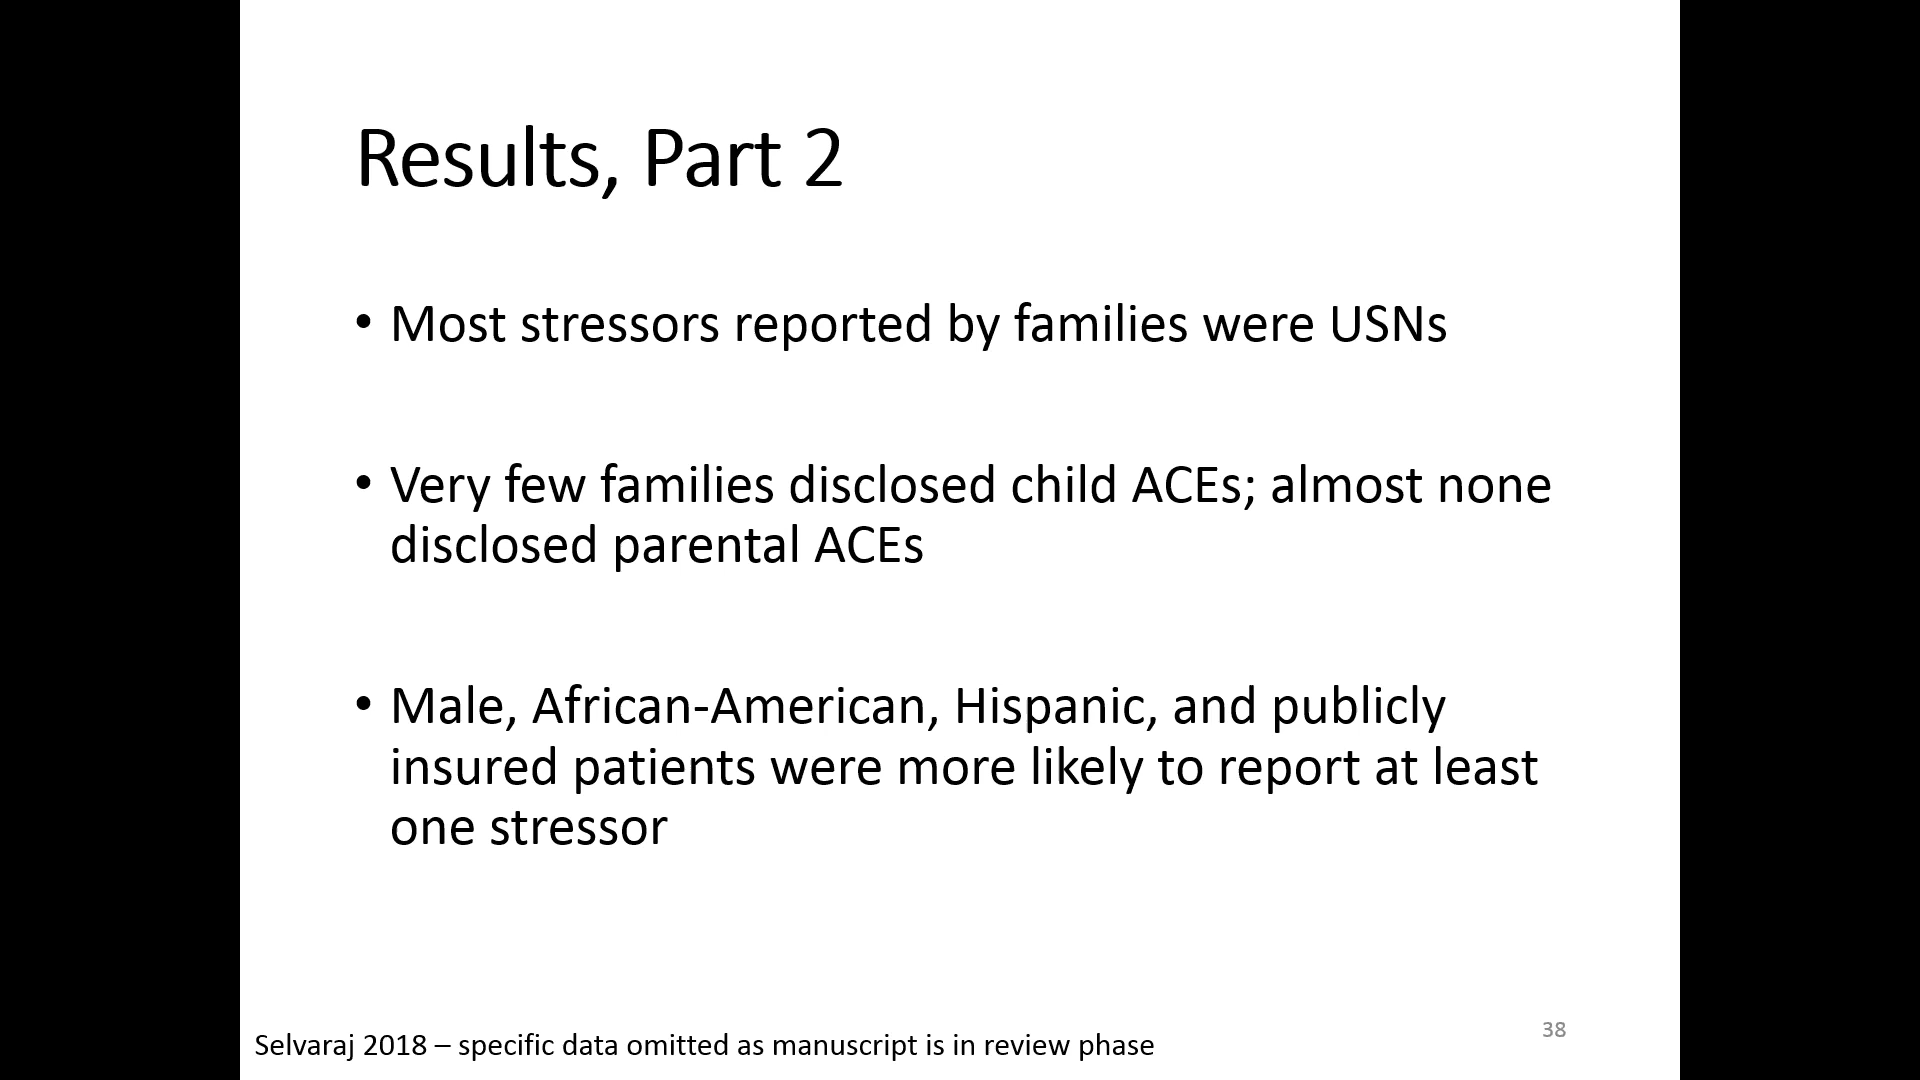 Results, Part 2
• Most stressors reported by families were USNs
• Very few families disclosed child ACEs; almost none
disclosed parental ACEs
• Male, African-American, Hispanic, and publicly
insured patients were more likely to report at least
one stressor
Selvaraj 2018 – specific data omitted as manuscript is in review phase
38